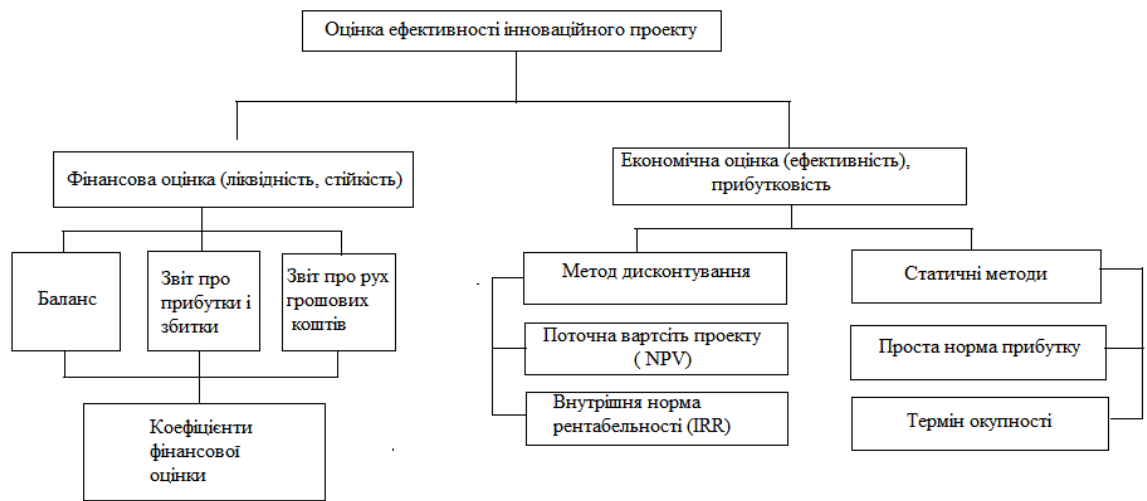 Оцінка ефективності інноваційного проекту
Фінансова оцінка (ліквідність, стійкість)
Економічна оцінка (ефективність),
прибутковість
Баланс
Звіт про
прибутки і
збитки
Звіт про рух
грошових
коштів
Коефіцієнти
фінансової
оцінки
Метод дисконтування
Поточна вартсіть проекту
( NPV)
Внутрішня норма
рентабельності (IRR)
Статичні методи
Проста норма прибутку
Термін окупності